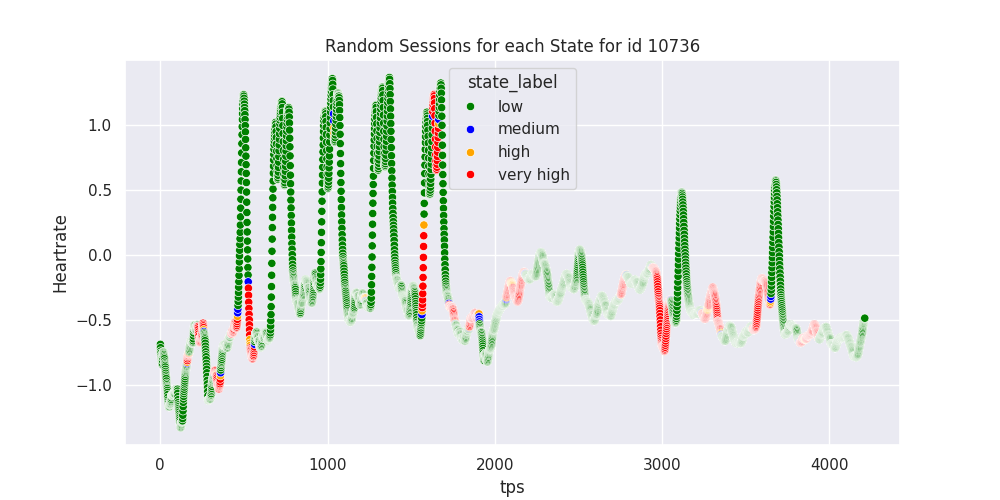 Random Sessions for each State for id 10736
Heartrate
1.0
0.5
0.0
−0.5
−1.0
state_label
low
medium
high
very high
0 1000 2000 3000 4000
tps